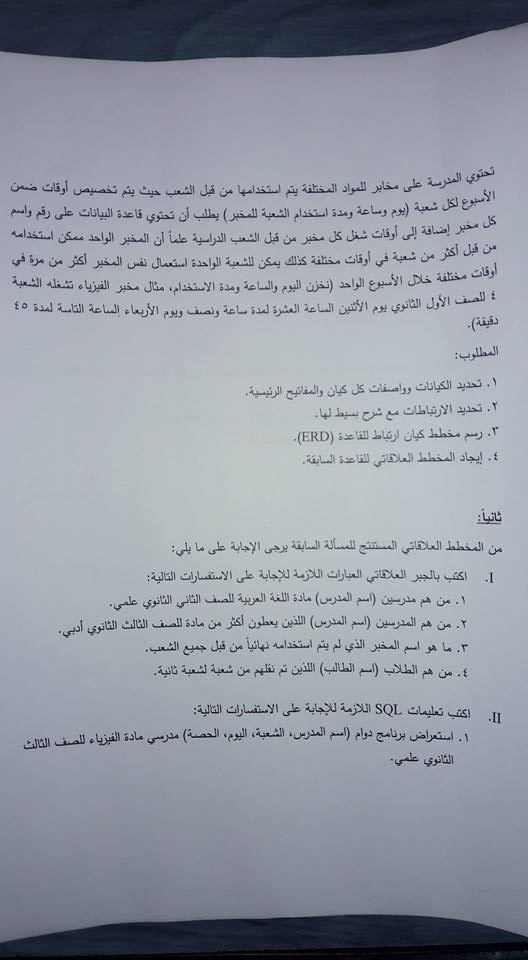 تحتوي المدرسة على مخابر للمواد المختلفة يتم استخدامها من قبل الشعب حيث يتم تخصيص أوقات ضمن
الأسبوع لكل شعبة (يوم وساعة ومدة استخدام الشعبة للمخبر) يطلب أن تحتوي قاعدة البيانات على رقم واسم
كل مخبر إضافة إلى أوقات شغل كل مخبر من قبل الشعب الدراسية علماً أن المخبر الواحد ممكن استخدامه
من قبل أكثر من شعبة في أوقات مختلفة كذلك يمكن للشعبة الواحدة استعمال نفس المخبر أكثر من مرة في
أوقات مختلفة خلال الأسبوع الواحد (نخزن اليوم والساعة ومدة الاستخدام، مثال مخبر الفيزياء تشغله الشعبة
٤ للصف الأول الثانوي يوم الأثنين الساعة العشرة لمدة ساعة ونصف ويوم الأربعاء الساعة التاسة لمدة ٤٥
دقيقة).
المطلوب:
١. تحديد الكيانات وواصفات كل كيان والمفاتيح الرئيسية.
٢. تحديد الارتباطات مع شرح بسيط لها.
٣. رسم مخطط كيان ارتباط للقاعدة (ERD).
٤. إيجاد المخطط العلاقاتي للقاعدة السابقة.
ثانياً:
من المخطط العلاقاتي المستنتج للمسألة السابقة يرجى الإجابة على ما يلي:
I. اكتب بالجبر العلاقاتي العبارات اللازمة للإجابة على الاستفسارات التالية:
١. من هم مدرسين (اسم المدرس) مادة اللغة العربية للصف الثاني الثانوي علمي.
٢. من هم المدرسين (اسم المدرس) اللذين يعطون أكثر من مادة للصف الثالث الثانوي أدبي.
٣. ما هو اسم المخبر الذي لم يتم استخدامه نهائياً من قبل جميع الشعب.
٤. من هم الطلاب (اسم الطالب) اللذين تم نقلهم من شعبة لشعبة ثانية.
II. اكتب تعليمات SQL اللازمة للإجابة على الاستفسارات التالية:
١. استعراض برنامج دوام (اسم المدرس، الشعبة، اليوم، الحصة) مدرسي مادة الفيزياء للصف الثالث
الثانوي علمي.